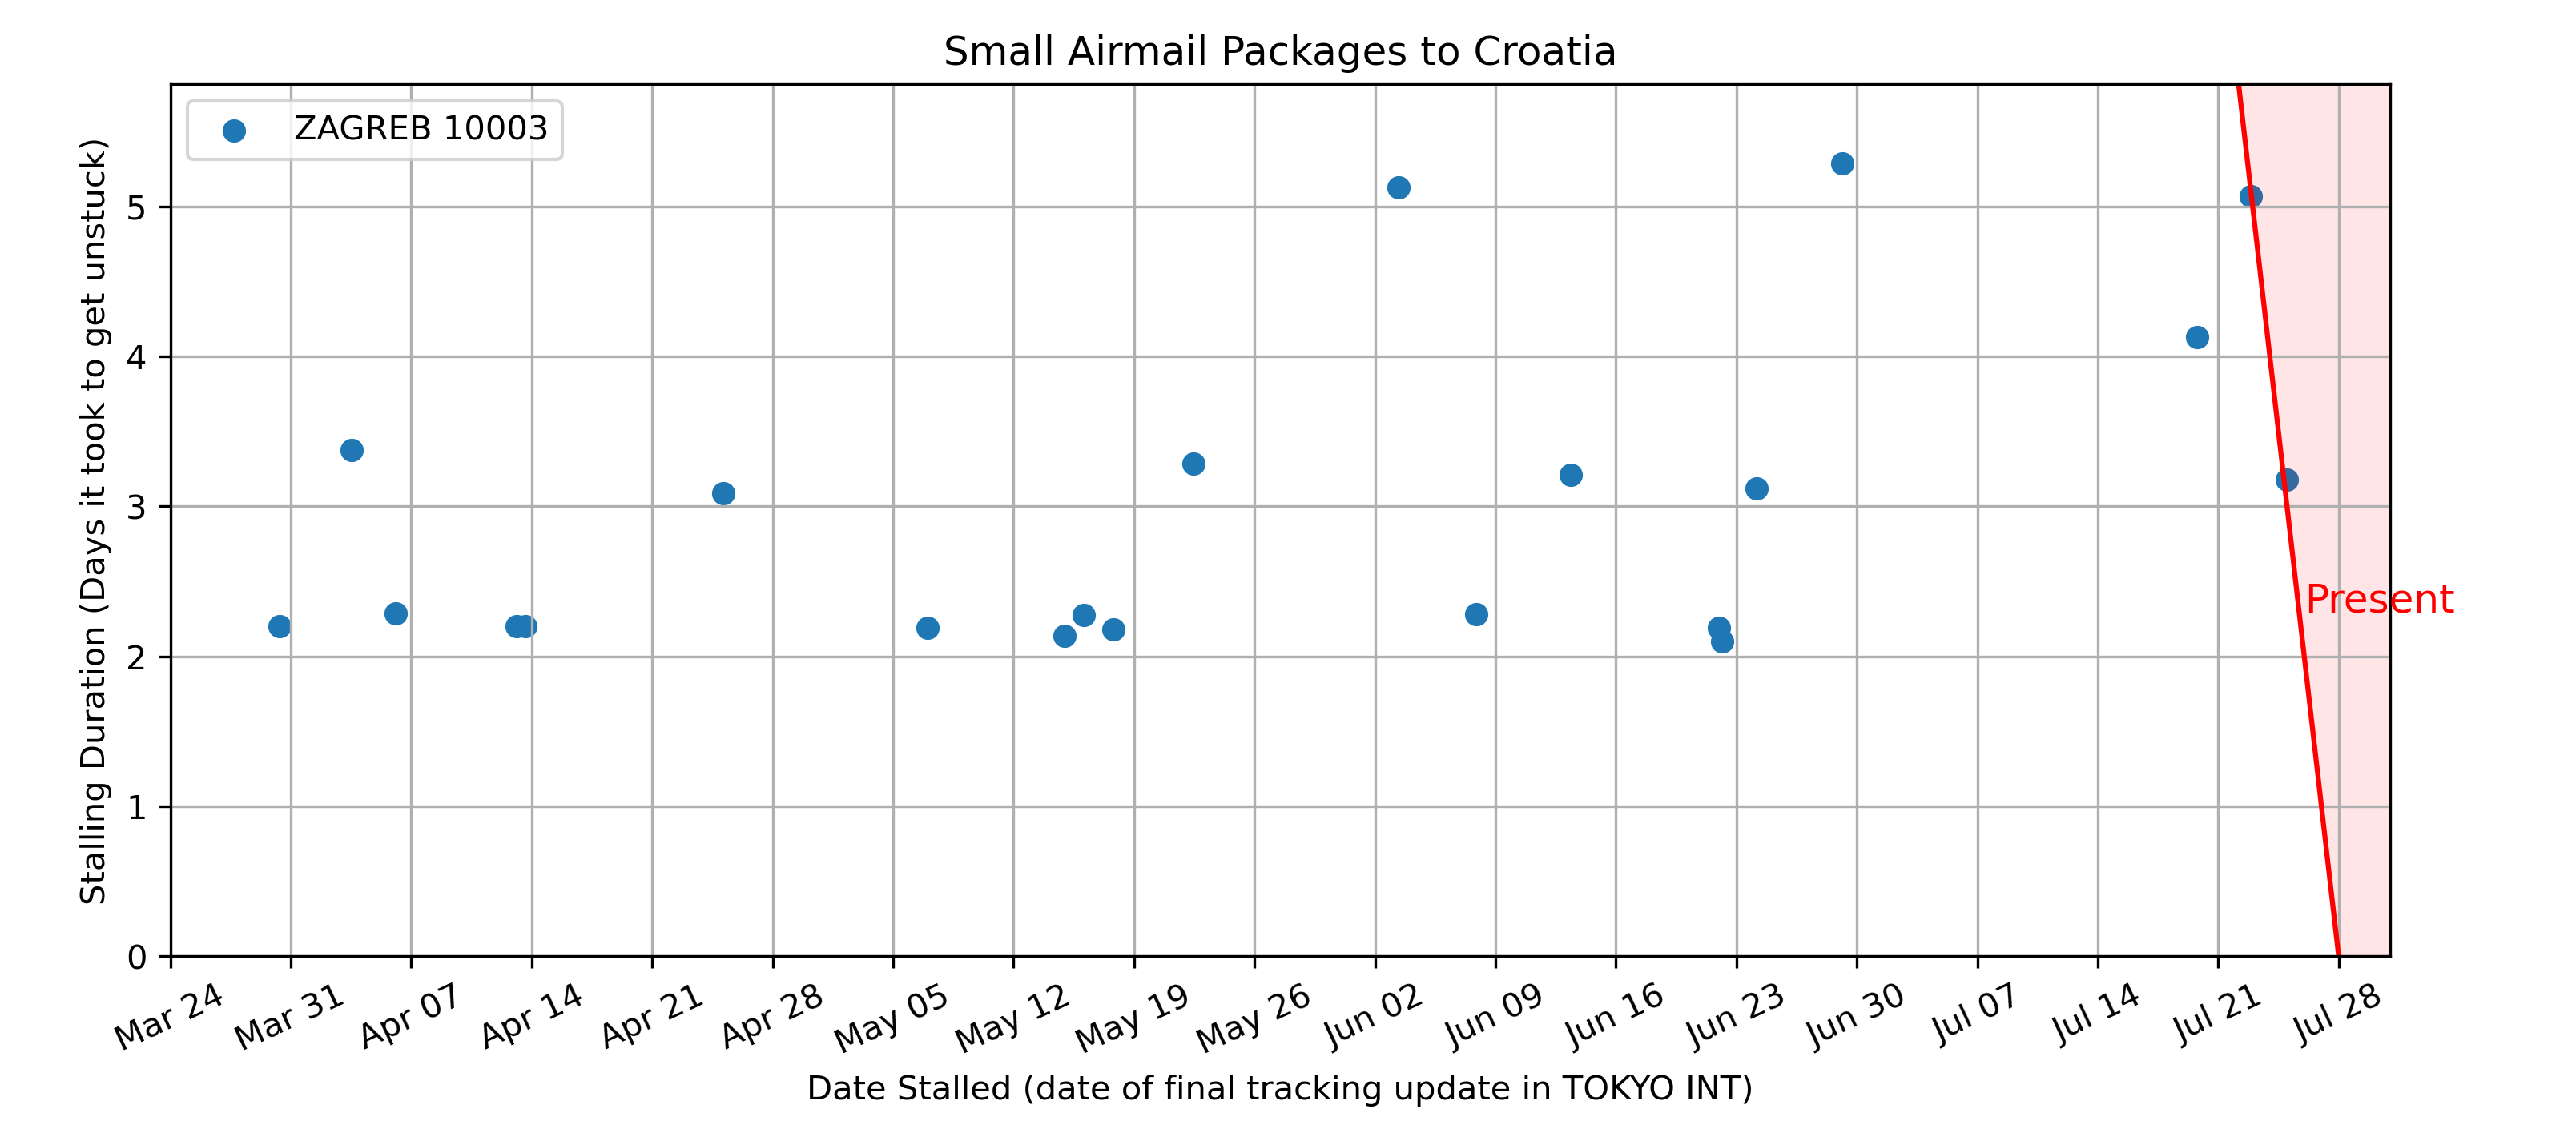 Small Airmail Packages to Croatia
ZAGREB 10003
Stalling Duration (Days it took to get unstuck)
5
4
3
2
1
0
Present
Mar 24
Mar 31
Apr 07
Apr 14
Apr 21
Apr 28
May 05
May 12
May 19
May 26
Jun 02
Jun 09
Jun 16
Jun 23
Jun 30
Jul 07
Jul 14
Jul 21
Jul 28
Date Stalled (date of final tracking update in TOKYO INT)